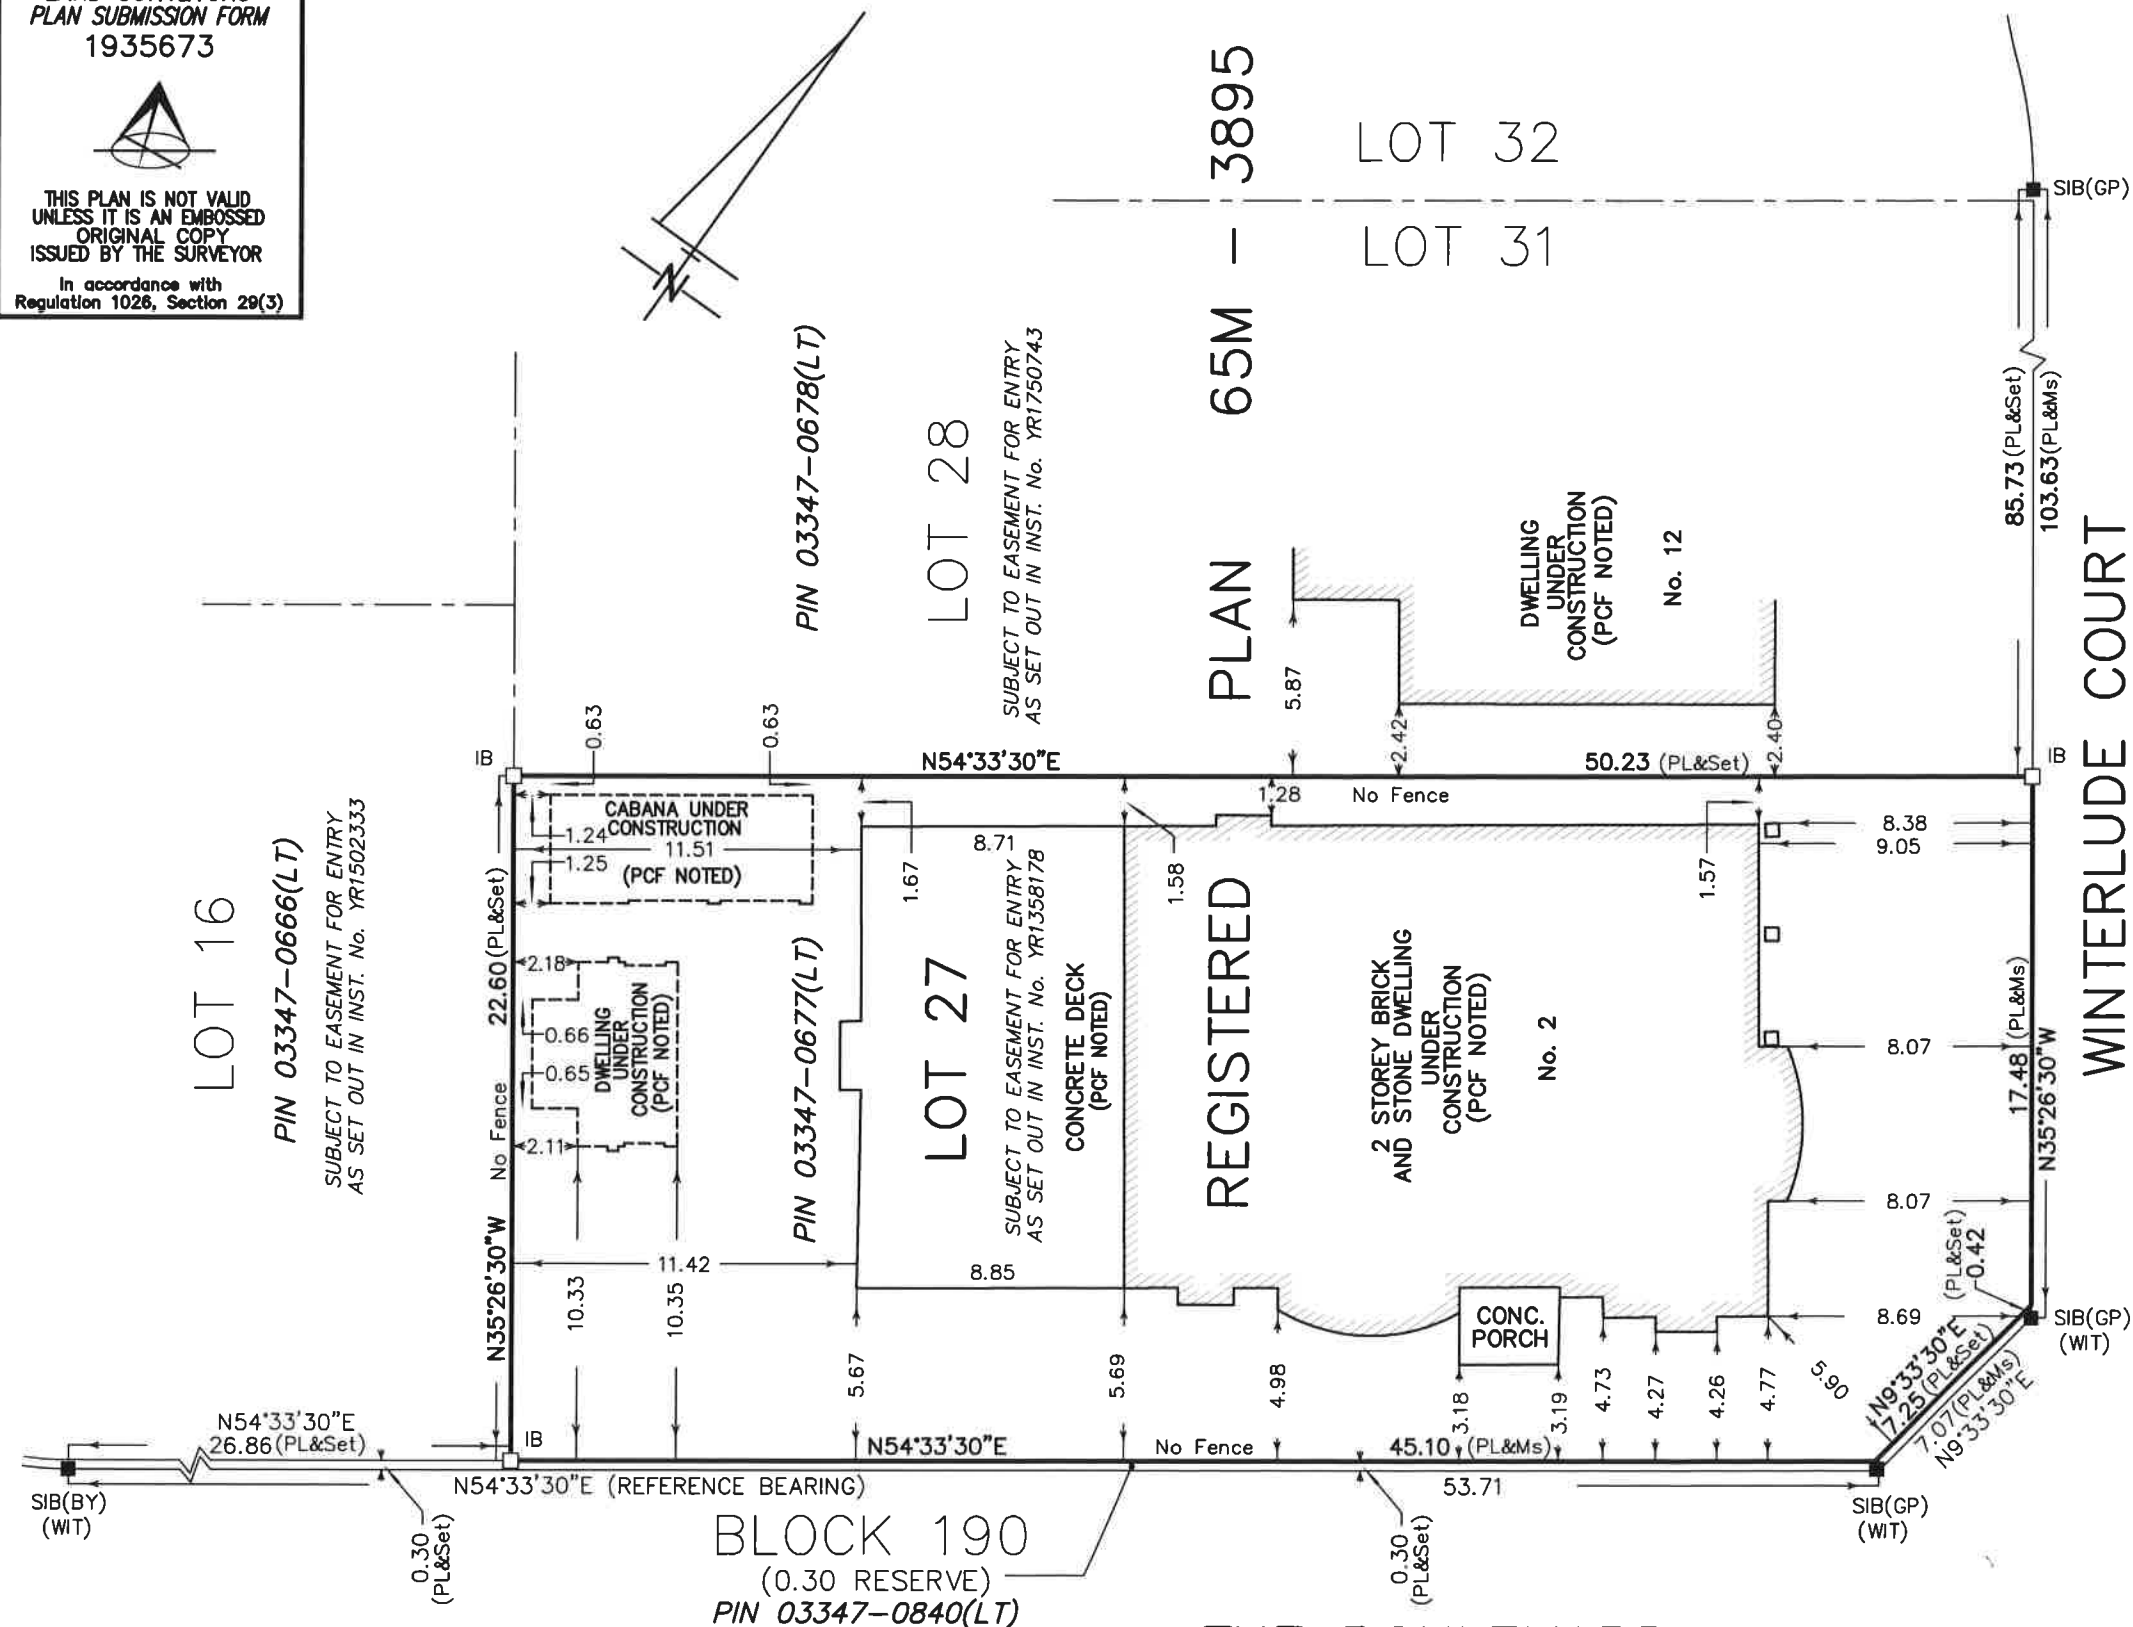 PLAN SUBMISSION FORM
1935673
THIS PLAN IS NOT VALID
UNLESS IT IS AN EMBOSSED
ORIGINAL COPY
ISSUED BY THE SURVEYOR
In accordance with
Regulation 1026, Section 29(3)
N
LOT 32
LOT 31
SIB(GP)
REGISTERED PLAN 65M - 3895
85.73(PL&Set)
103.63(PL&Ms)
WINTERLUDE COURT
PIN 03347-0678(LT)
LOT 28
SUBJECT TO EASEMENT FOR ENTRY
AS SET OUT IN INST. No. YR1750743
DWELLING
UNDER
CONSTRUCTION
(PCF NOTED)
No. 12
5.87
2.42
2.40
IB
0.63
0.63
N54°33'30"E
50.23 (PL&Set)
IB
LOT 16
PIN 03347-0666(LT)
SUBJECT TO EASEMENT FOR ENTRY
AS SET OUT IN INST. No. YR1502333
N35°26'30"W
No Fence
22.60(PL&Set)
CABANA UNDER
CONSTRUCTION
(PCF NOTED)
1.24
11.51
1.25
2.18
0.66
0.65
2.11
DWELLING
UNDER
CONSTRUCTION
(PCF NOTED)
PIN 03347-0677(LT)
1.67
8.71
LOT 27
SUBJECT TO EASEMENT FOR ENTRY
AS SET OUT IN INST. No. YR1358178
CONCRETE DECK
(PCF NOTED)
1.58
1.28
No Fence
1.57
8.38
9.05
2 STOREY BRICK
AND STONE DWELLING
UNDER
CONSTRUCTION
(PCF NOTED)
No. 2
8.07
8.07
17.48 (PL&Ms)
N35°26'30"W
(PL&Set)
0.42
11.42
8.85
10.33
10.35
5.67
5.69
4.98
CONC.
PORCH
3.18
3.19
4.73
4.27
4.26
4.77
8.69
5.90
SIB(GP)
(WIT)
N9°33'30"E
7.25(PL&Set)
7.07(PL&Ms)
N9°33'30"E
N54°33'30"E
26.86(PL&Set)
IB
N54°33'30"E
No Fence
45.10 (PL&Ms)
N54°33'30"E (REFERENCE BEARING)
53.71
SIB(BY)
(WIT)
0.30
(PL&Set)
BLOCK 190
(0.30 RESERVE)
PIN 03347-0840(LT)
0.30
(PL&Set)
SIB(GP)
(WIT)